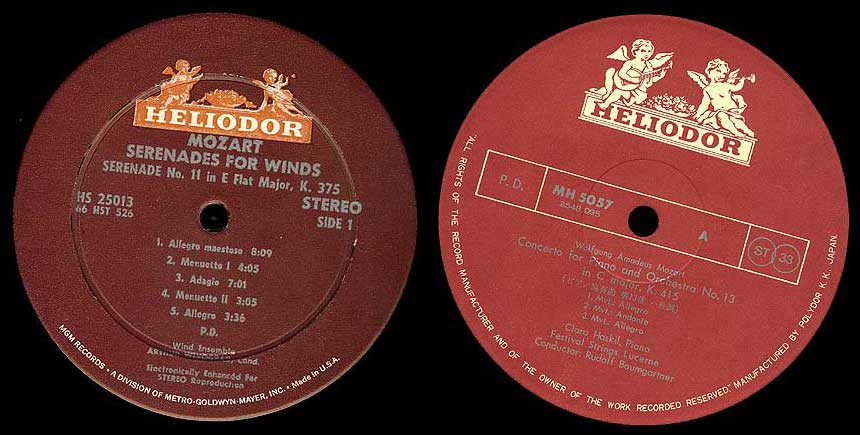 HELIODOR
MOZART
SERENADES FOR WINDS
SERENADE No. 11 in E Flat Major, K. 375
HS 25013
66 HST 526
STEREO
SIDE 1
1. Allegro maestoso 8:09
2. Menuetto I 4:05
3. Adagio 7:01
4. Menuetto II 3:05
5. Allegro 3:36
P.D.
Wind Ensemble
Cond.
Electronically Enhanced For
STEREO Reproduction
MGM RECORDS • A DIVISION OF METRO-GOLDWYN-MAYER, INC. • Made in U.S.A.
HELIODOR
P.D.
MH 5057
2548 095
A
ST 33
Wolfgang Amadeus Mozart
Concerto for Piano and Orchestra No. 13
in C major, K. 415
1. Mvt.: Allegro
2. Mvt.: Andante
3. Mvt.: Allegro
Clara Haskil, Piano
Festival Strings Lucerne
Conductor: Rudolf Baumgartner
"ALL RIGHTS OF THE RECORD MANUFACTURER AND OF THE OWNER OF THE WORK RECORDED RESERVED." MANUFACTURED BY POLYDOR K.K. JAPAN.